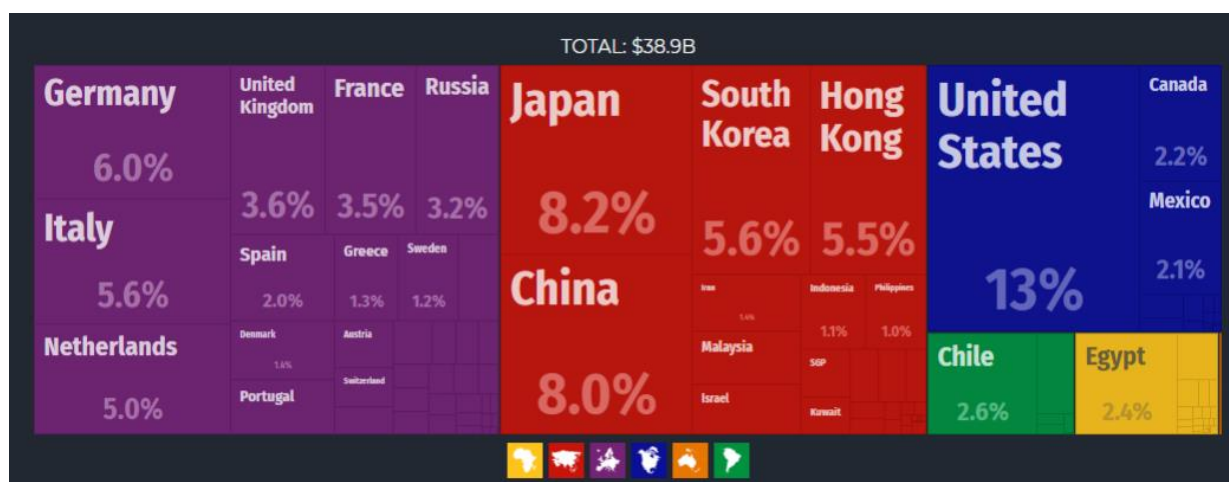 TOTAL: $38.9B
Germany
6.0%
Italy
5.6%
Netherlands
5.0%
United
Kingdom
3.6%
France
3.5%
Russia
3.2%
Spain
2.0%
Greece
1.3%
Sweden
1.2%
Denmark
Austria
Portugal
Switzerland
Japan
8.2%
China
8.0%
South
Korea
5.6%
Hong
Kong
5.5%
Iran
Malaysia
Israel
Indonesia
1.1%
Philippines
1.0%
SGP
Kuwait
United
States
13%
Canada
2.2%
Mexico
2.1%
Chile
2.6%
Egypt
2.4%